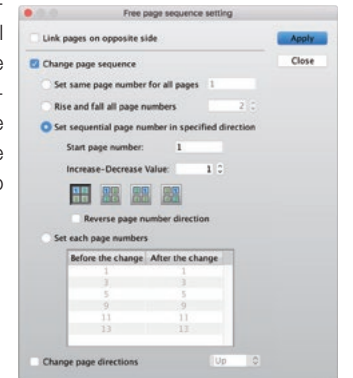 Free page sequence setting
Link pages on opposite side
Apply
Change page sequence
Close
Set same page number for all pages 1
Rise and fall all page numbers 2
Set sequential page number in specified direction
Start page number: 1
Increase-Decrease Value: 1
Reverse page number direction
Set each page numbers
Before the change After the change
1 1
3 3
5 5
9 9
11 11
13 13
Change page directions Up